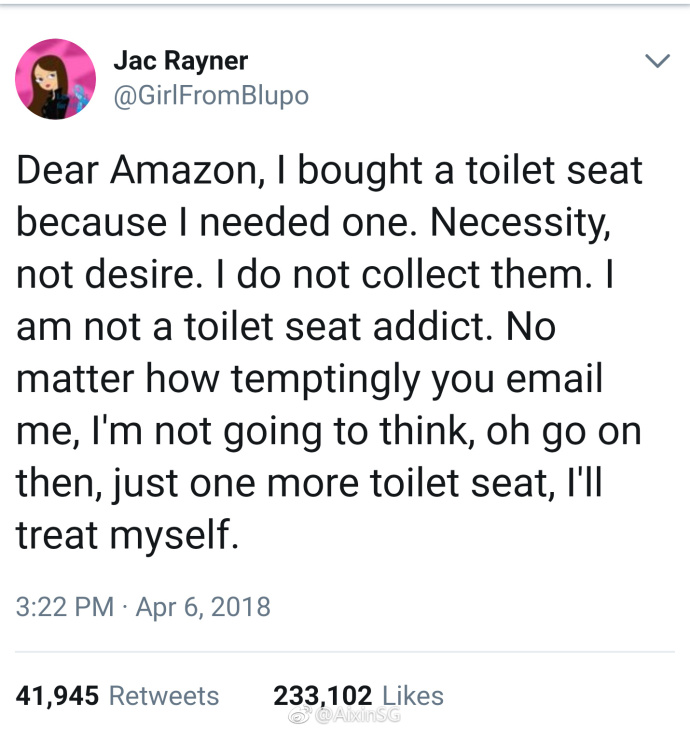 Jac Rayner
@GirlFromBlupo
Dear Amazon, I bought a toilet seat
because I needed one. Necessity,
not desire. I do not collect them. I
am not a toilet seat addict. No
matter how temptingly you email
me, I'm not going to think, oh go on
then, just one more toilet seat, I'll
treat myself.
3:22 PM · Apr 6, 2018
41,945 Retweets 233,102 Likes
@AixinSG